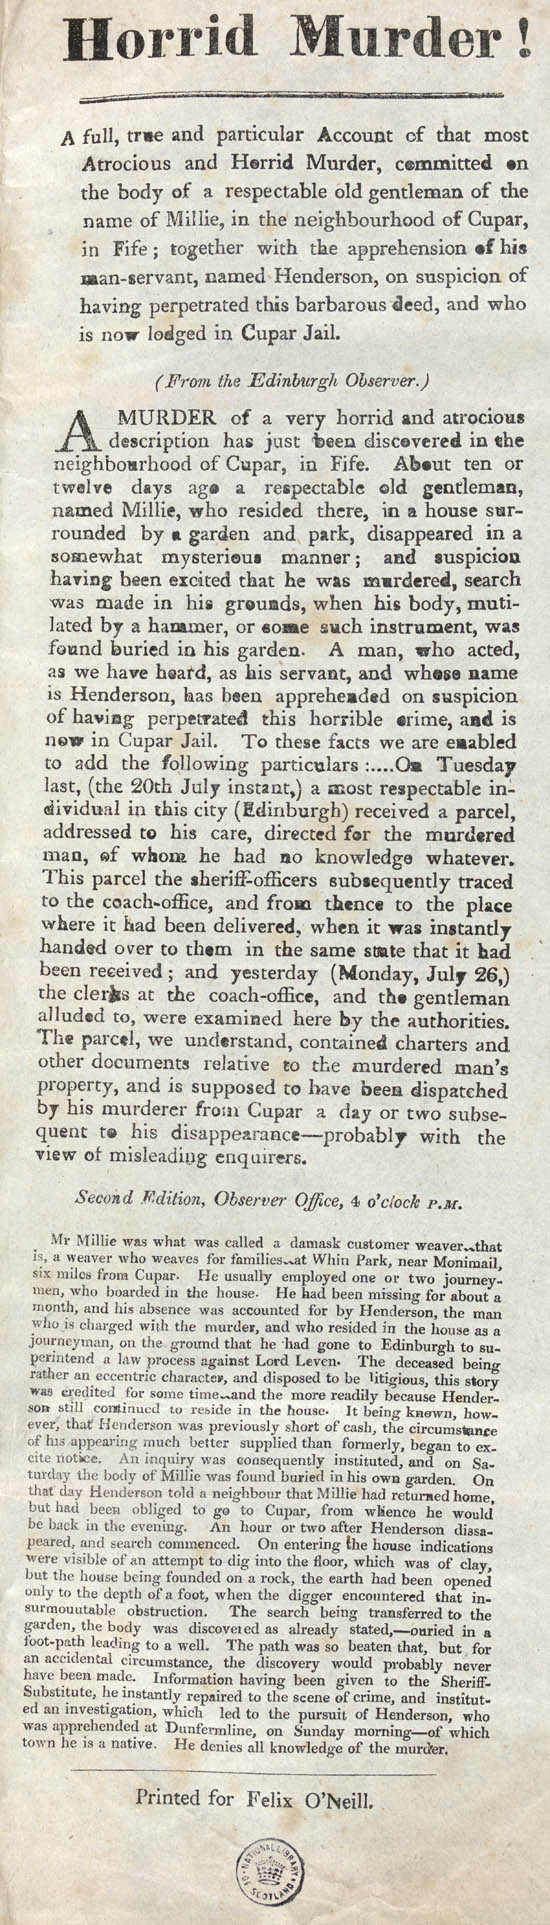 Horrid Murder!
A full, true and particular Account of that most
Atrocious and Horrid Murder, committed on
the body of a respectable old gentleman of the
name of Millie, in the neighbourhood of Cupar,
in Fife; together with the apprehension of his
man-servant, named Henderson, on suspicion of
having perpetrated this barbarous deed, and who
is now lodged in Cupar Jail.
(From the Edinburgh Observer.)
A MURDER of a very horrid and atrocious
description has just been discovered in the
neighbourhood of Cupar, in Fife. About ten or
twelve days ago a respectable old gentleman,
named Millie, who resided there, in a house sur-
rounded by a garden and park, disappeared in a
somewhat mysterious manner; and suspicion
having been excited that he was murdered, search
was made in his grounds, when his body, muti-
lated by a hammer, or some such instrument, was
found buried in his garden. A man, who acted,
as we have heard, as his servant, and whose name
is Henderson, has been apprehended on suspicion
of having perpetrated this horrible crime, and is
now in Cupar Jail. To these facts we are enabled
to add the following particulars:....On Tuesday
last, (the 20th July instant,) a most respectable in-
dividual in this city (Edinburgh) received a parcel,
addressed to his care, directed for the murdered
man, of whom he had no knowledge whatever.
This parcel the sheriff-officers subsequently traced
to the coach-office, and from thence to the place
where it had been delivered, when it was instantly
handed over to them in the same state that it had
been received; and yesterday (Monday, July 26,)
the clerks at the coach-office, and the gentleman
alluded to, were examined here by the authorities.
The parcel, we understand, contained charters and
other documents relative to the murdered man's
property, and is supposed to have been dispatched
by his murderer from Cupar a day or two subse-
quent to his disappearance—probably with the
view of misleading enquirers.
Second Edition, Observer Office, 4 o'clock P.M.
Mr Millie was what was called a damask customer weaver...that
is, a weaver who weaves for families...at Whin Park, near Monimail,
six miles from Cupar. He usually employed one or two journey-
men, who boarded in the house. He had been missing for about a
month, and his absence was accounted for by Henderson, the man
who is charged with the murder, and who resided in the house as a
journeyman, on the ground that he had gone to Edinburgh to su-
perintend a law process against Lord Leven. The deceased being
rather an eccentric character, and disposed to be litigious, this story
was credited for some time...and the more readily because Hender-
son still continued to reside in the house. It being known, how-
ever, that Henderson was previously short of cash, the circumstance
of his appearing much better supplied than formerly, began to ex-
cite notice. An inquiry was consequently instituted, and on Sa-
turday the body of Millie was found buried in his own garden. On
that day Henderson told a neighbour that Millie had returned home,
but had been obliged to go to Cupar, from whence he would
be back in the evening. An hour or two after Henderson disap-
peared, and search commenced. On entering the house indications
were visible of an attempt to dig into the floor, which was of clay,
but the house being founded on a rock, the earth had been opened
only to the depth of a foot, when the digger encountered that in-
surmountable obstruction. The search being transferred to the
garden, the body was discovered as already stated,—buried in a
foot-path leading to a well. The path was so beaten that, but for
an accidental circumstance, the discovery would probably never
have been made. Information having been given to the Sheriff-
Substitute, he instantly repaired to the scene of crime, and institut-
ed an investigation, which led to the pursuit of Henderson, who
was apprehended at Dunfermline, on Sunday morning—of which
town he is a native. He denies all knowledge of the murder.
Printed for Felix O'Neill.
NATIONAL LIBRARY OF SCOTLAND